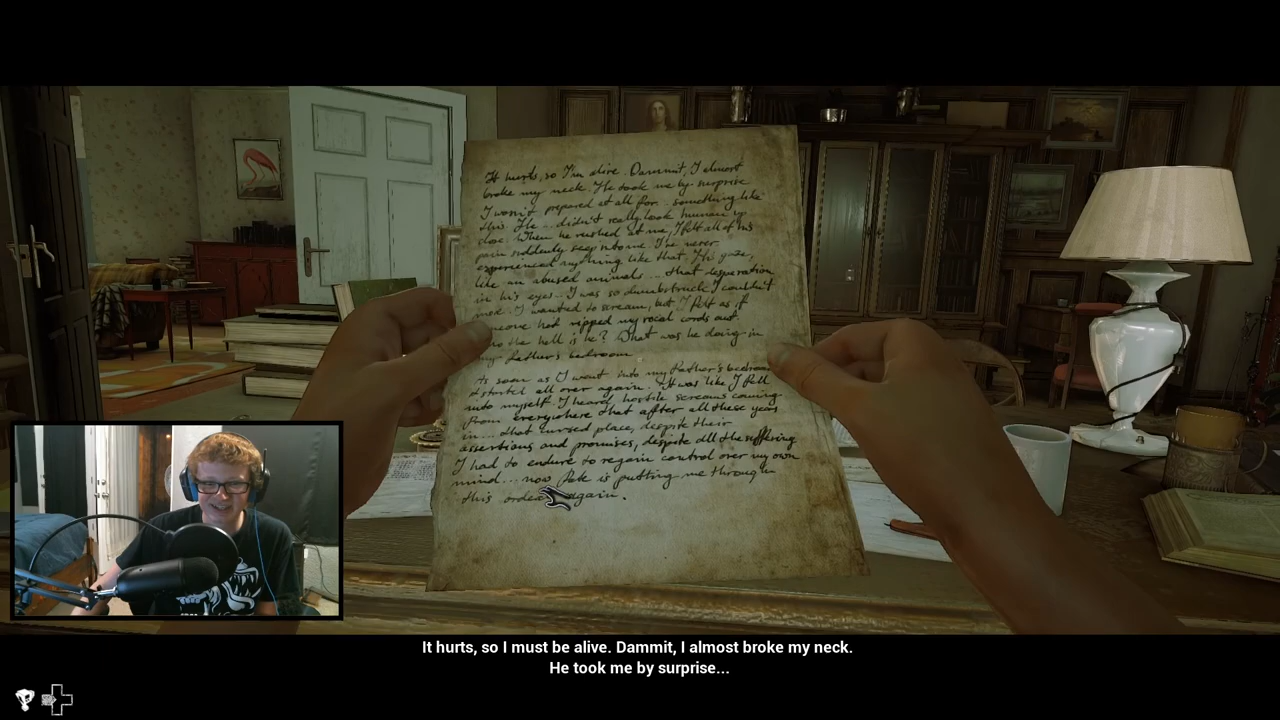 It hurts, so I'm alive. Dammit, I almost
broke my neck. He took me by surprise
I wasn't prepared at all for... something like
this. He... didn't really look human up
close. When he rushed at me, I felt all of his
pain suddenly seep into me. I've never
experienced anything like that. His gaze,
like an abused animal's... that desperation
in his eyes... I was so dumbstruck, I couldn't
I wanted to scream, but I felt as if
had ripped my vocal cords out.
the hell is he? What was he doing in
my father's bedroom
As soon as I went into my father's bedroom
started all over again. It was like I fell
into myself. I heard hostile screams coming
from everywhere that after all these years
in... that cursed place, despite their
assertions and promises, despite all the suffering
I had to endure to regain control over my own
mind... now is putting me through
this again.
It hurts, so I must be alive. Dammit, I almost broke my neck.
He took me by surprise...